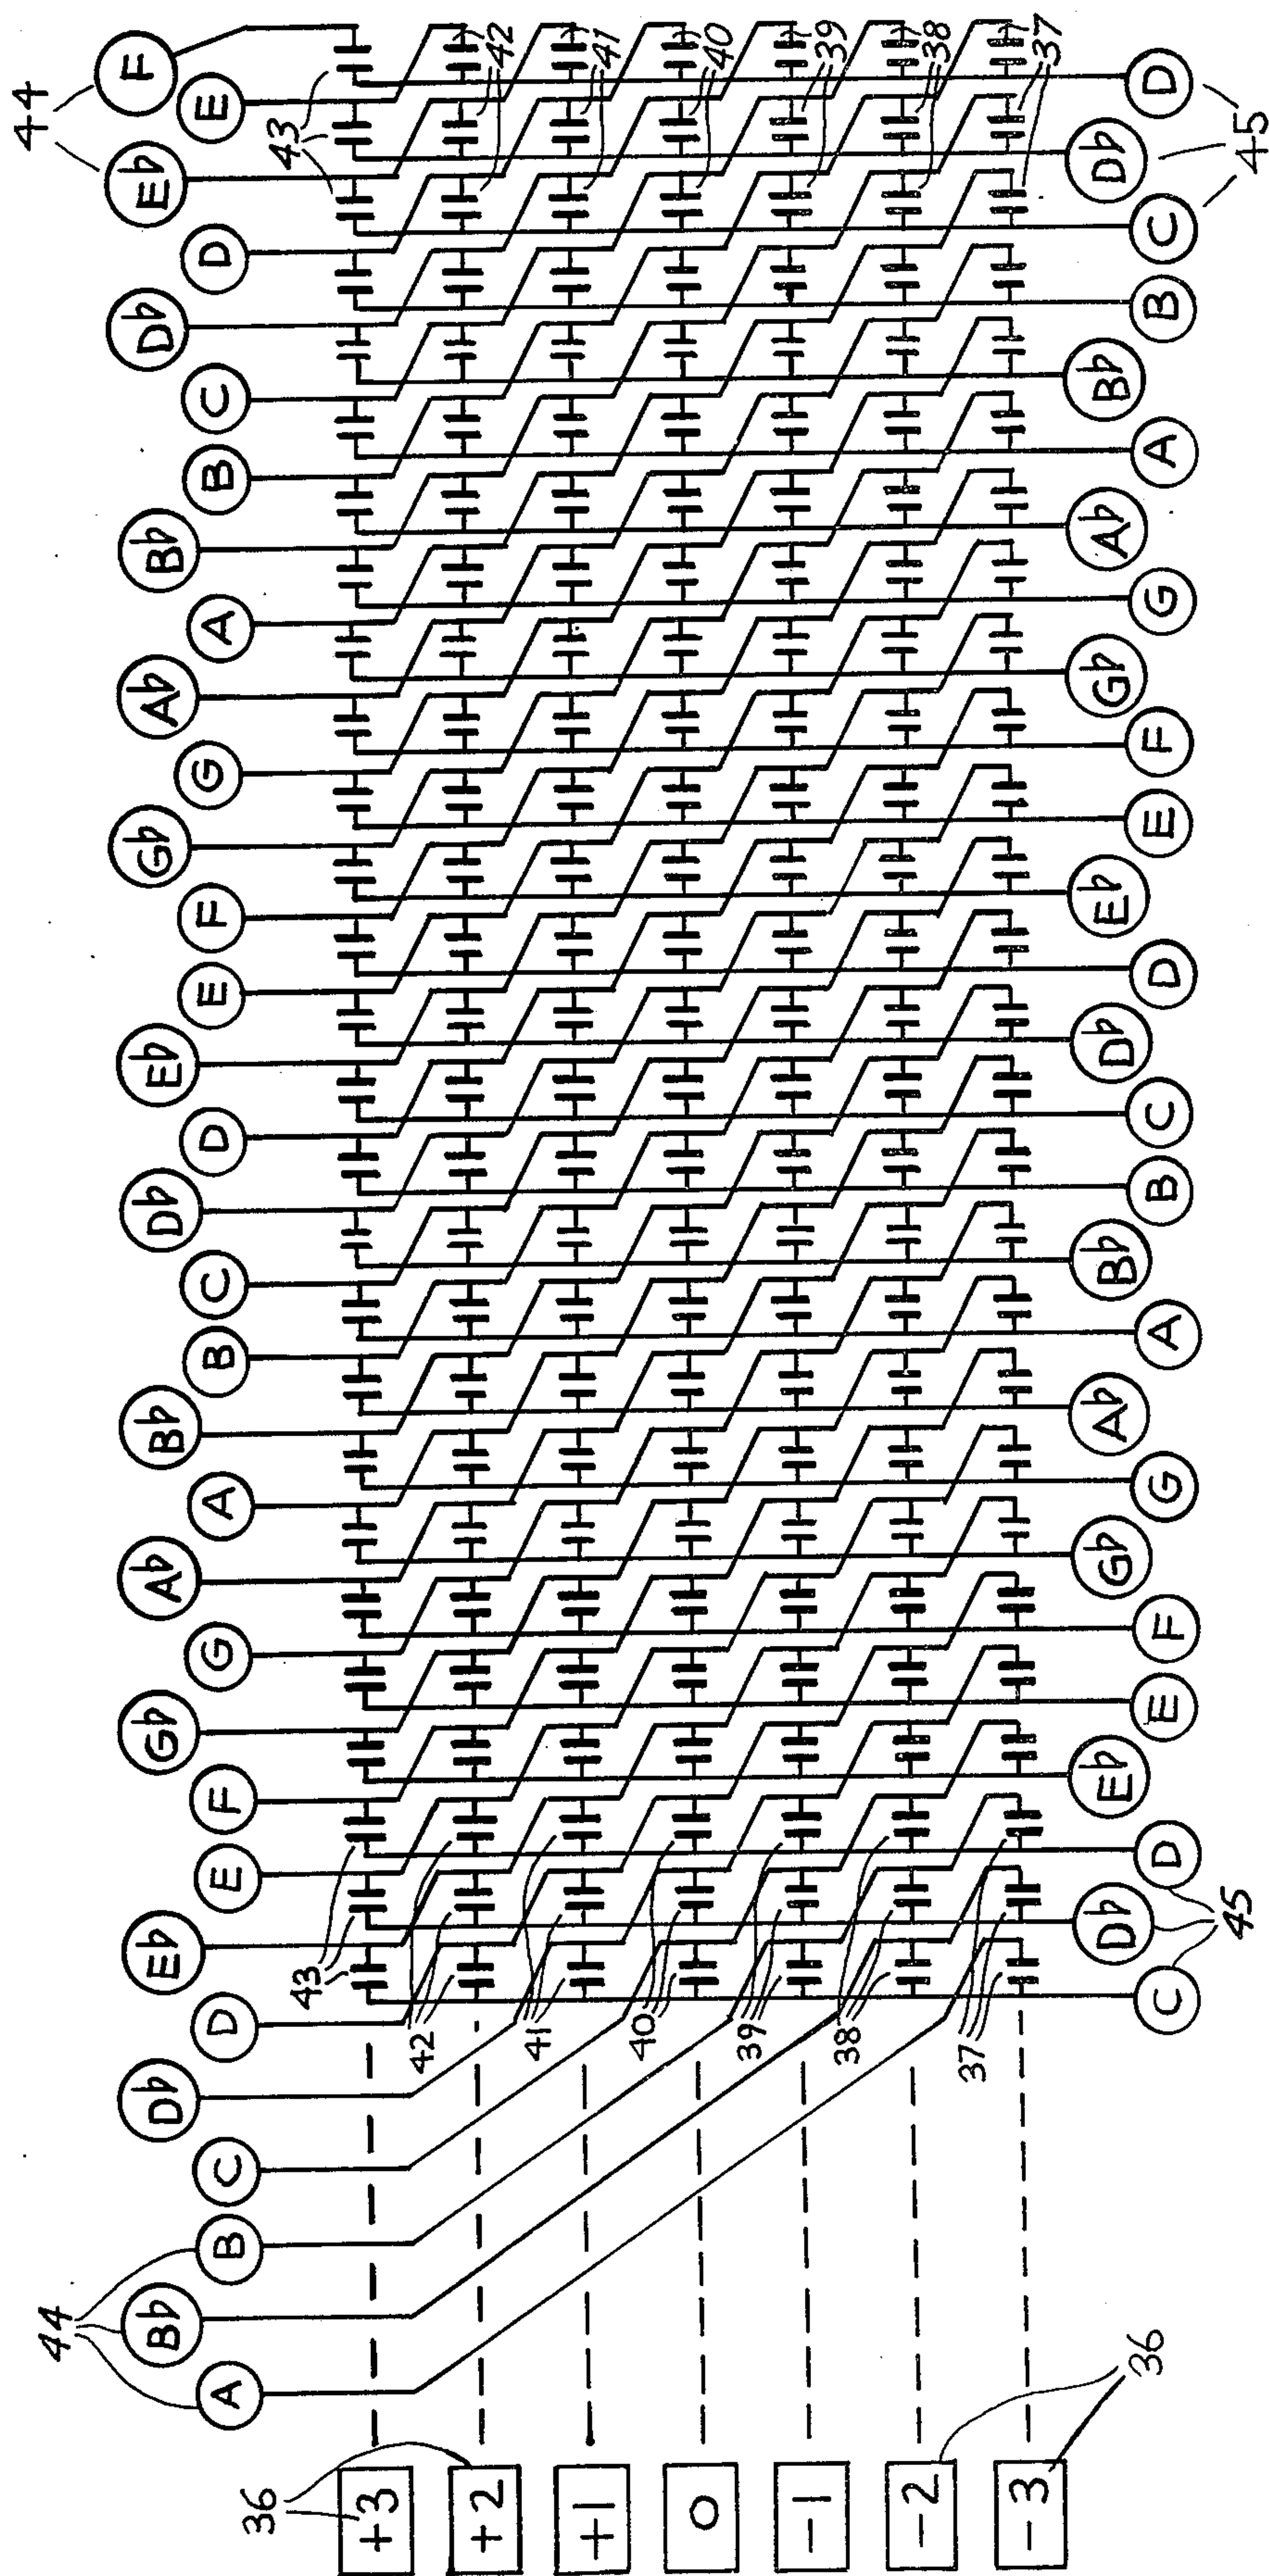 44 44
B♭ D♭ E♭ G♭ A♭ B♭ D♭ E♭ G♭ A♭ B♭ D♭ E♭ F
A B C D E F G A B C D E F G A B C D E
36 43 43
+3
+2 42 42
+1 41 41
0 40 40
-1 39 39
-2 38 38
-3 37 37
D♭ E♭ G♭ A♭ B♭ D♭ E♭ G♭ A♭ B♭ D♭
C D E F G A B C D E F G A B C D
36 45 45